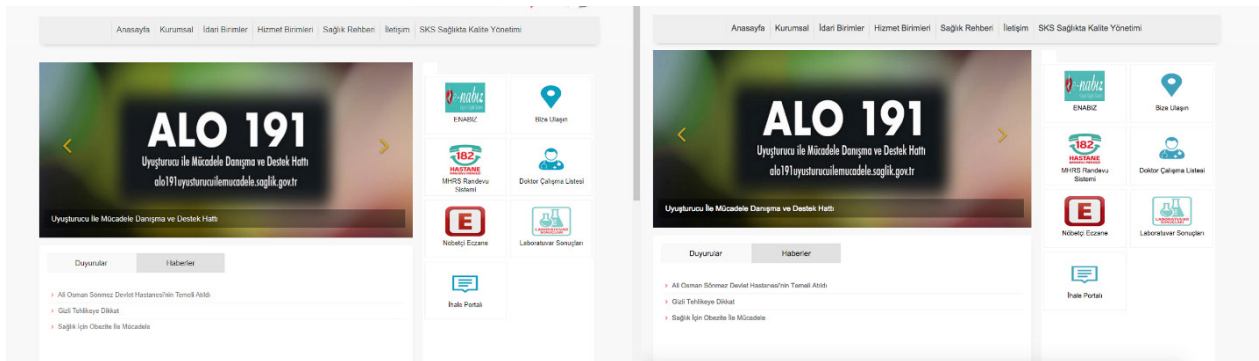 Anasayfa Kurumsal İdari Birimler Hizmet Birimleri Sağlık Rehberi İletişim SKS Sağlıkta Kalite Yönetimi
ALO 191
Uyuşturucu ile Mücadele Danışma ve Destek Hattı
alo191uyusturucuilemucadele.saglik.gov.tr
Uyuşturucu İle Mücadele Danışma ve Destek Hattı
e-nabız
ENABIZ
Bize Ulaşın
182
HASTANE
MHRS Randevu
Sistemi
Doktor Çalışma Listesi
E
Nöbetçi Eczane
LABORATUVAR
SONUÇLARI
Laboratuvar Sonuçları
İhale Portalı
Duyurular Haberler
Ali Osman Sönmez Devlet Hastanesi'nin Temeli Atıldı
Gizli Tehlikeye Dikkat
Sağlık İçin Obezite İle Mücadele
Anasayfa Kurumsal İdari Birimler Hizmet Birimleri Sağlık Rehberi İletişim SKS Sağlıkta Kalite Yönetimi
ALO 191
Uyuşturucu ile Mücadele Danışma ve Destek Hattı
alo191uyusturucuilemucadele.saglik.gov.tr
Uyuşturucu İle Mücadele Danışma ve Destek Hattı
e-nabız
ENABIZ
Bize Ulaşın
182
HASTANE
MHRS Randevu
Sistemi
Doktor Çalışma Listesi
E
Nöbetçi Eczane
LABORATUVAR
SONUÇLARI
Laboratuvar Sonuçları
İhale Portalı
Duyurular Haberler
Ali Osman Sönmez Devlet Hastanesi'nin Temeli Atıldı
Gizli Tehlikeye Dikkat
Sağlık İçin Obezite İle Mücadele